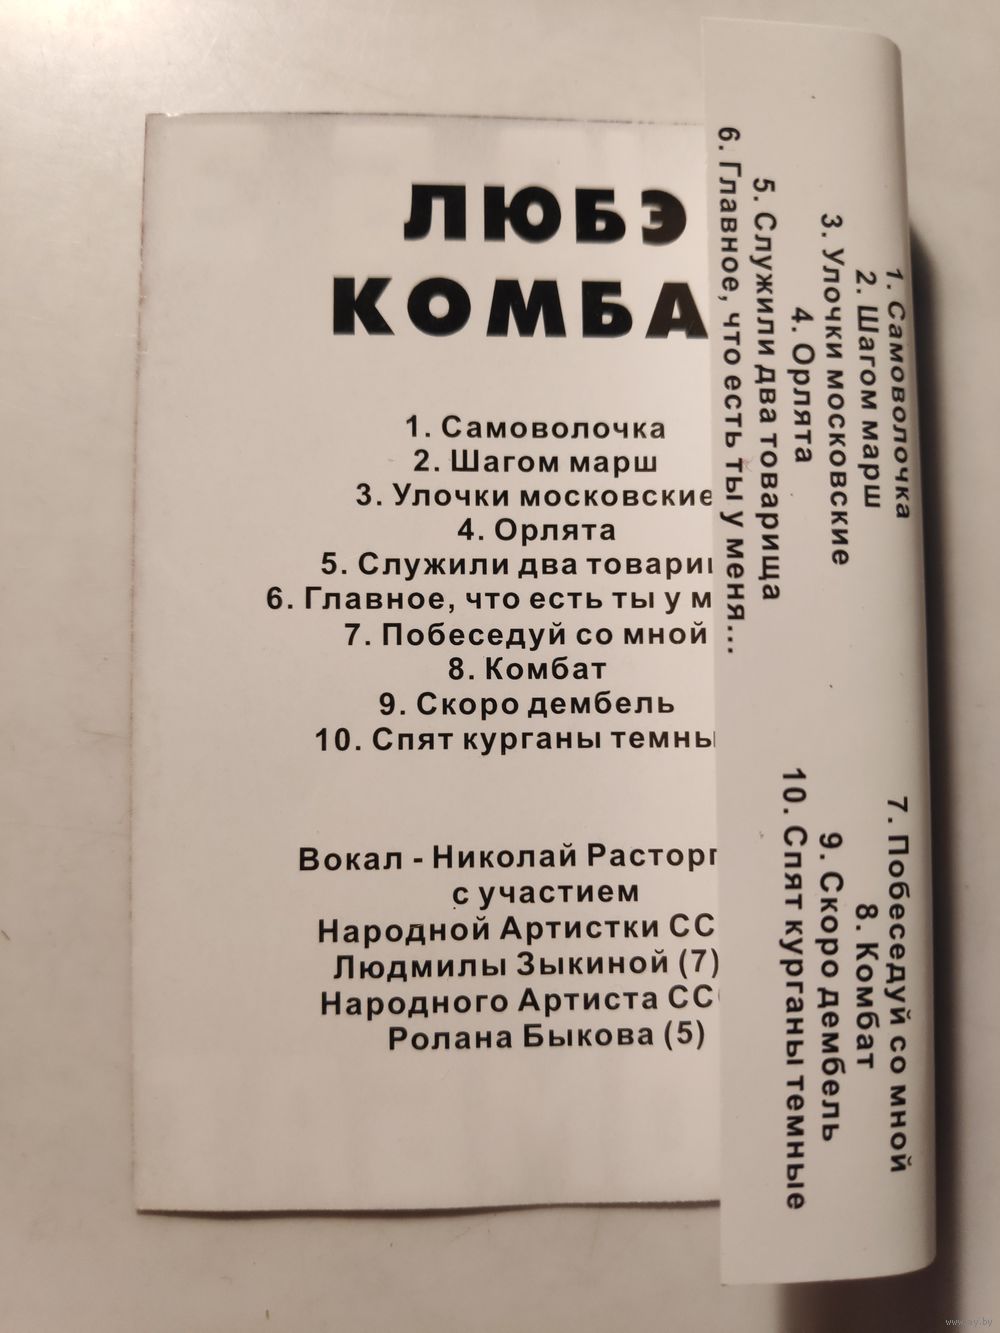 ЛЮБЭ
КОМБА
1. Самоволочка
2. Шагом марш
3. Улочки московские
4. Орлята
5. Служили два товарищ
6. Главное, что есть ты у м
7. Побеседуй со мной
8. Комбат
9. Скоро дембель
10. Спят курганы темны
Вокал - Николай Расторг
с участием
Народной Артистки СС
Людмилы Зыкиной (7)
Народного Артиста СС
Ролана Быкова (5)
1. Самоволочка
2. Шагом марш
3. Улочки московские
4. Орлята
5. Служили два товарища
6. Главное, что есть ты у меня...
7. Побеседуй со мной
8. Комбат
9. Скоро дембель
10. Спят курганы темные
www.ay.by